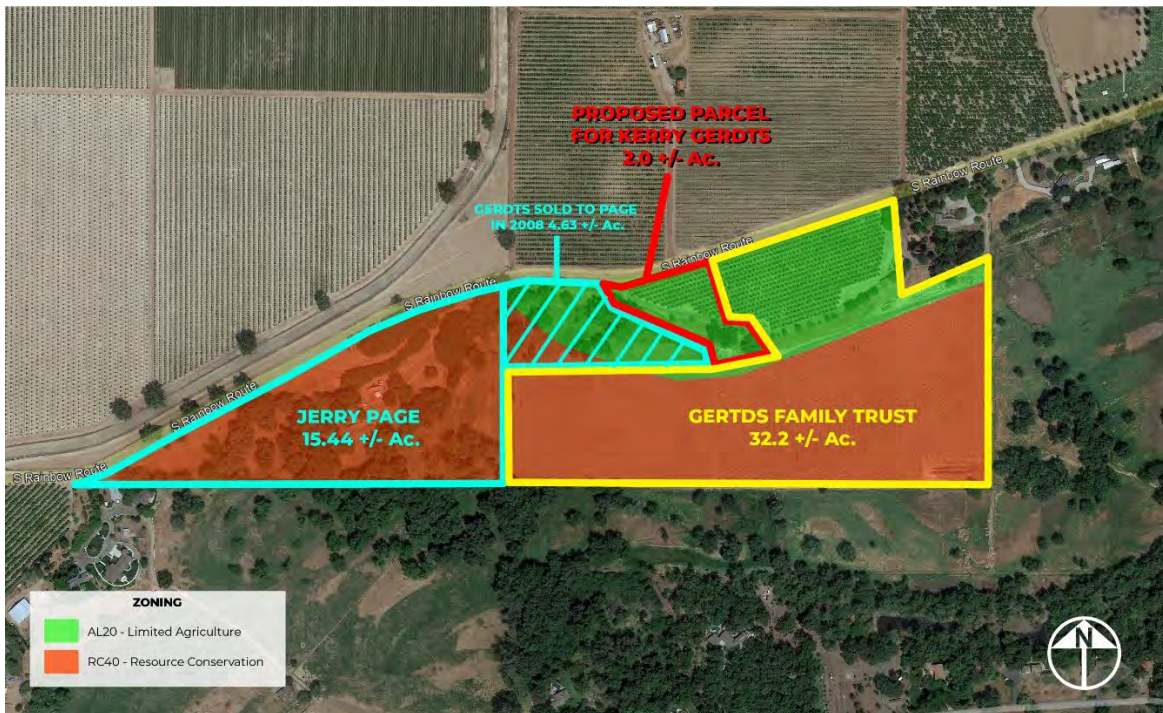 PROPOSED PARCEL
FOR KERRY GERDTS
2.0 +/- Ac.
S Rainbow Route
GERDTS SOLD TO PAGE
IN 2008 4.63 +/- Ac.
S Rainbow Route
S Rainbow Route
S Rainbow Route
JERRY PAGE
15.44 +/- Ac.
GERTDS FAMILY TRUST
32.2 +/- Ac.
S Rainbow Route
ZONING
AL20 - Limited Agriculture
RC40 - Resource Conservation
N